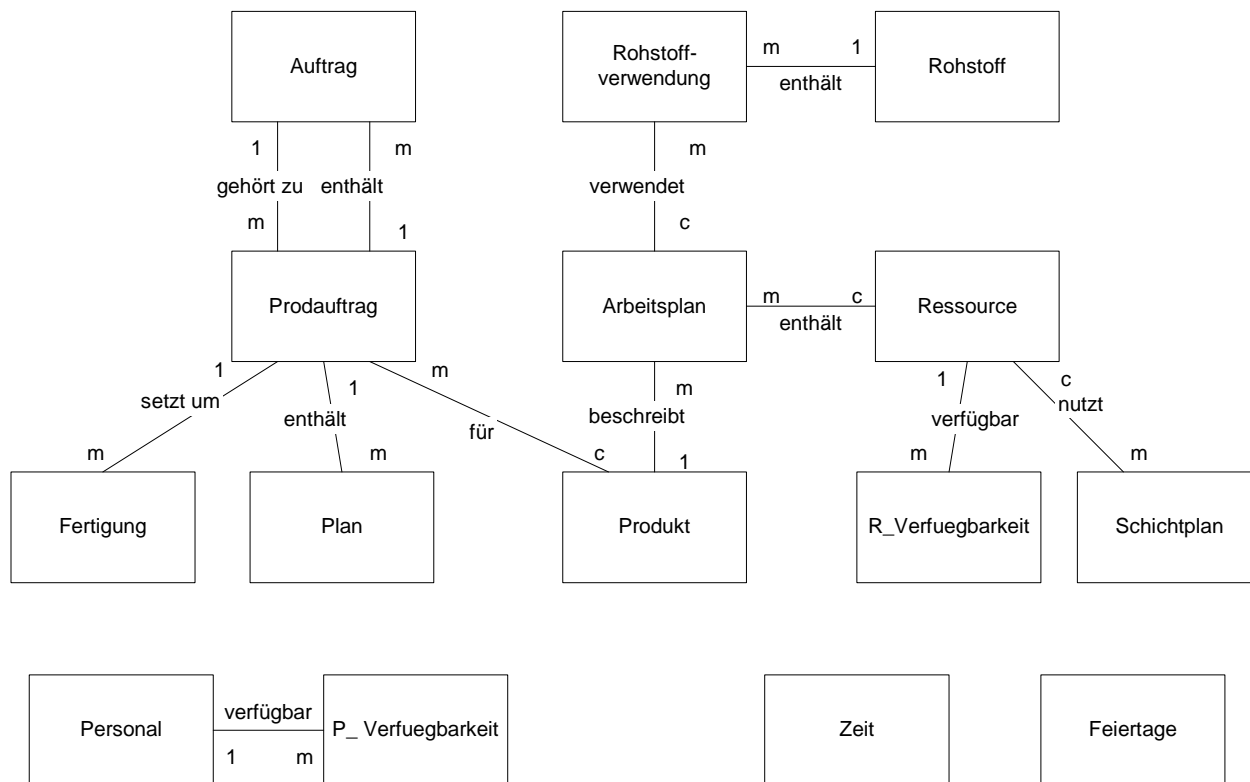 Auftrag
Rohstoff-
verwendung
m 1
enthält
Rohstoff
1 m
gehört zu enthält
m 1
m
verwendet
c
Prodauftrag
Arbeitsplan
m c
enthält
Ressource
1 1 m
setzt um enthält für
m m c
m
beschreibt
1
1 c
verfügbar nutzt
m m
Fertigung
Plan
Produkt
R_Verfuegbarkeit
Schichtplan
Personal
verfügbar
1 m
P_ Verfuegbarkeit
Zeit
Feiertage